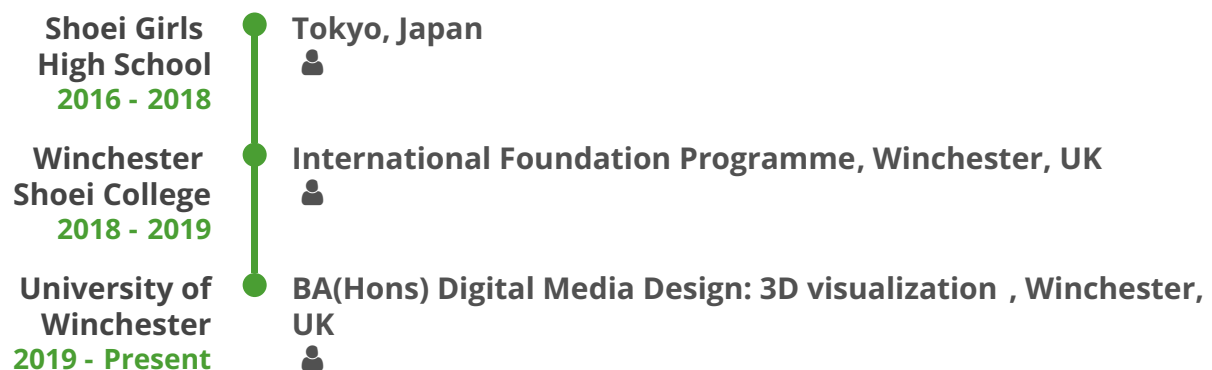 Shoei Girls
High School
2016 - 2018
Tokyo, Japan
Winchester
Shoei College
2018 - 2019
International Foundation Programme, Winchester, UK
University of
Winchester
2019 - Present
BA(Hons) Digital Media Design: 3D visualization , Winchester,
UK